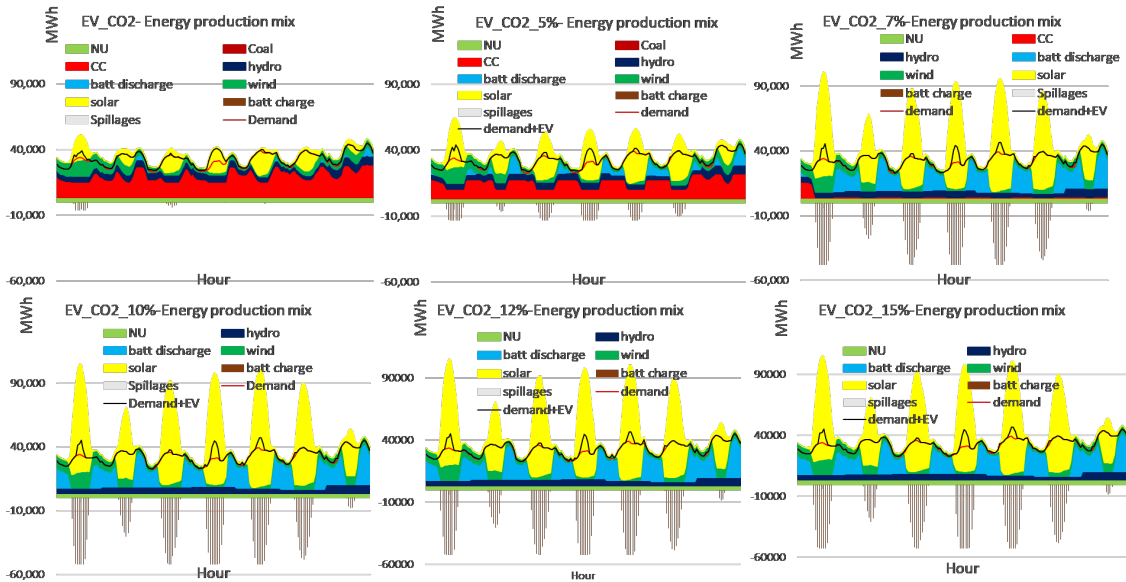 MWh
EV_CO2- Energy production mix
NU Coal
CC hydro
batt discharge wind
solar batt charge
Spillages Demand
90,000
40,000
-10,000
-60,000
Hour
MWh
EV_CO2_5%- Energy production mix
NU Coal
CC hydro
batt discharge wind
solar batt charge
spillages demand
demand+EV
90,000
40,000
-10,000
-60,000
Hour
MWh
EV_CO2_7%-Energy production mix
NU CC
hydro batt discharge
wind solar
batt charge Spillages
demand demand+EV
90,000
40,000
-10,000
-60,000
MWh
EV_CO2_10%-Energy production mix
NU hydro
batt discharge wind
solar batt charge
Spillages Demand
Demand+EV
90,000
40,000
-10,000
-60,000
Hour
MWh
EV_CO2_12%-Energy production mix
NU hydro
batt discharge wind
solar batt charge
spillages demand
demand+EV
90000
40000
-10000
-60000
Hour
MWh
EV_CO2_15%-Energy production mix
NU hydro
batt discharge wind
solar batt charge
spillages demand
demand+EV
90000
40000
-10000
-60000
Hour